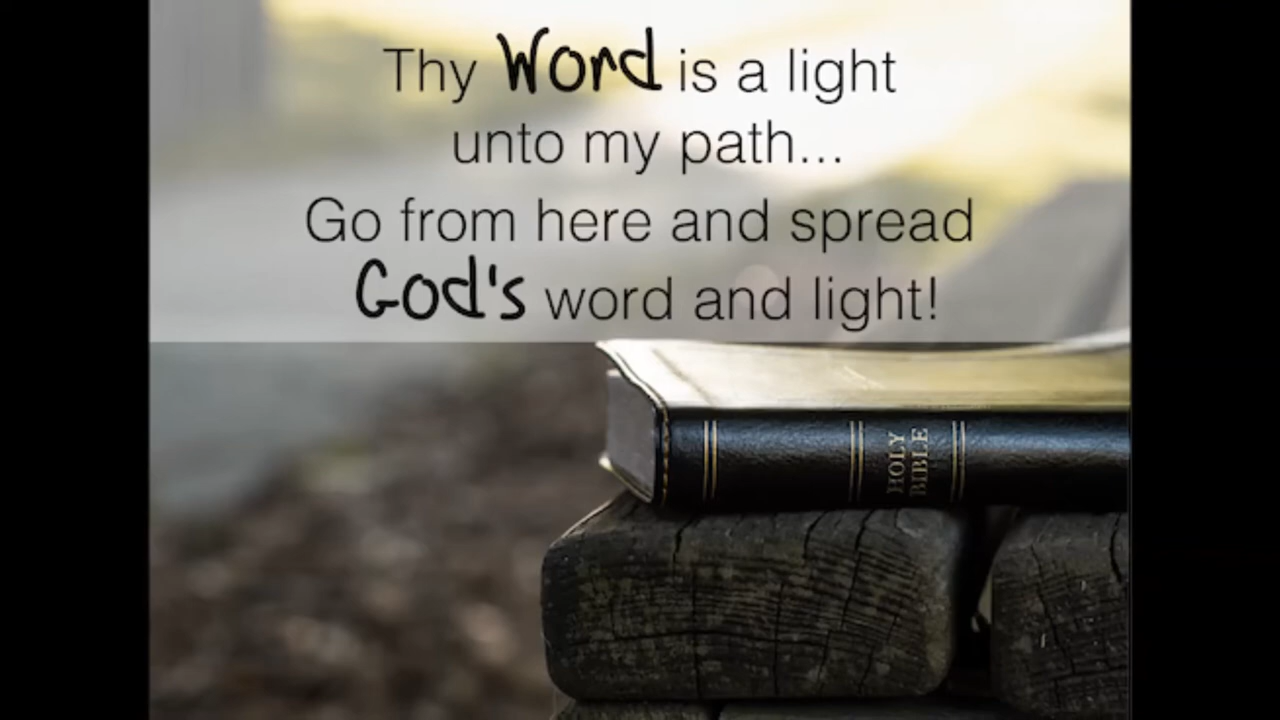 Thy Word is a light
unto my path...
Go from here and spread
God's word and light!
HOLY
BIBLE